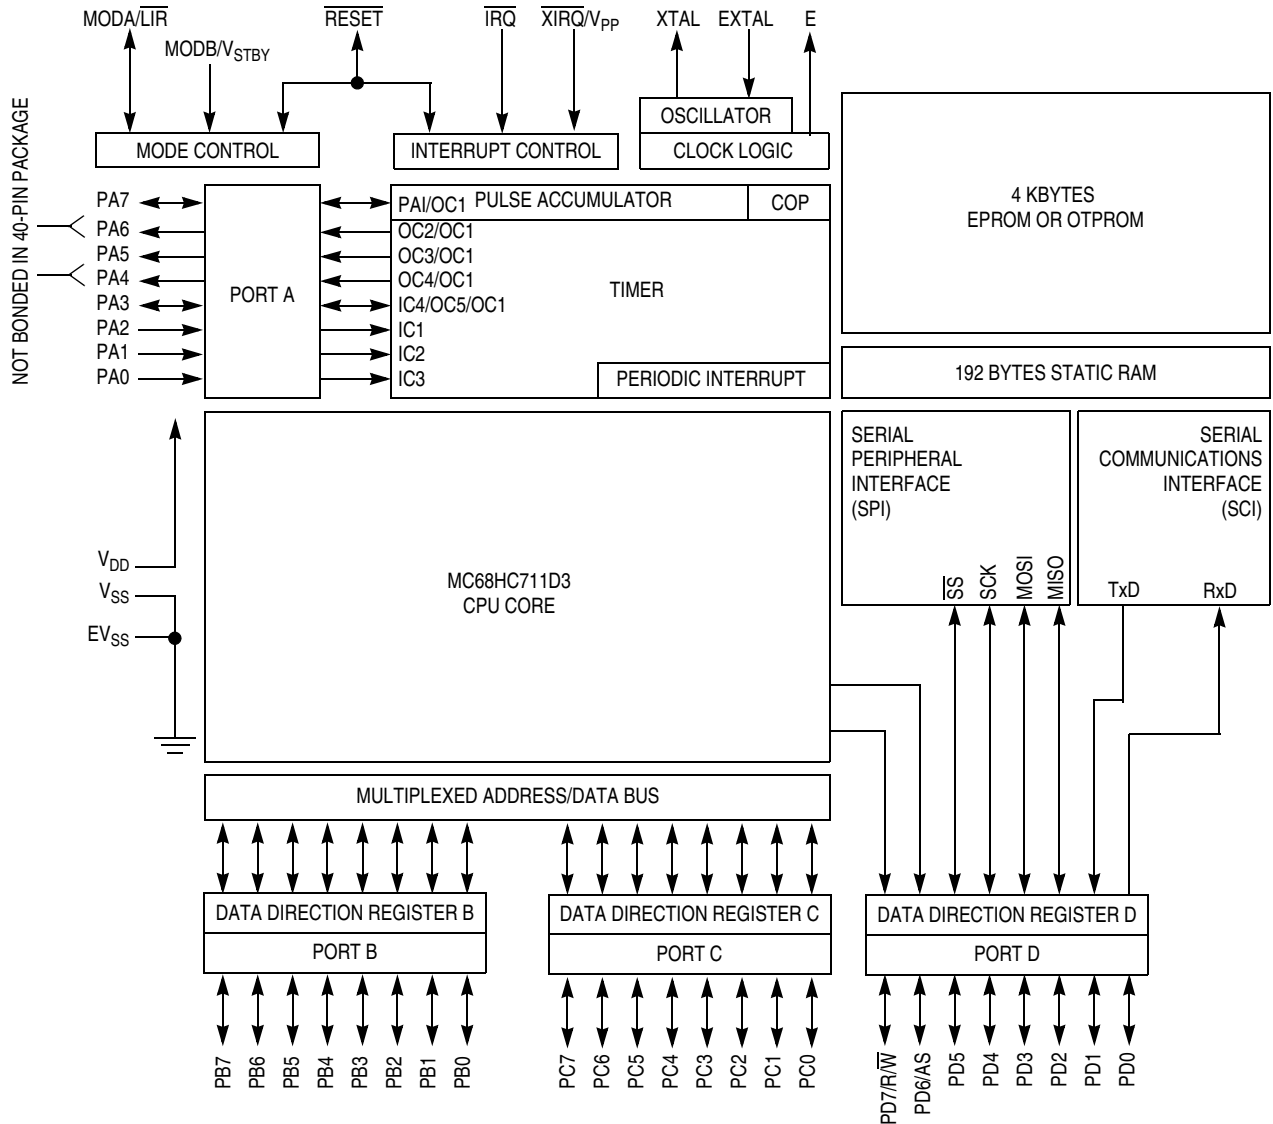 MODA/L̅I̅R̅
MODB/VSTBY
R̅E̅S̅E̅T̅
I̅R̅Q̅
X̅I̅R̅Q̅/VPP
XTAL
EXTAL
E
OSCILLATOR
MODE CONTROL
INTERRUPT CONTROL
CLOCK LOGIC
NOT BONDED IN 40-PIN PACKAGE
PA7
PA6
PA5
PA4
PA3
PA2
PA1
PA0
PORT A
PAI/OC1
PULSE ACCUMULATOR
COP
OC2/OC1
OC3/OC1
OC4/OC1
IC4/OC5/OC1
IC1
IC2
IC3
TIMER
PERIODIC INTERRUPT
4 KBYTES
EPROM OR OTPROM
192 BYTES STATIC RAM
VDD
VSS
EVSS
MC68HC711D3
CPU CORE
SERIAL
PERIPHERAL
INTERFACE
(SPI)
S̅S̅
SCK
MOSI
MISO
SERIAL
COMMUNICATIONS
INTERFACE
(SCI)
TxD
RxD
MULTIPLEXED ADDRESS/DATA BUS
DATA DIRECTION REGISTER B
PORT B
DATA DIRECTION REGISTER C
PORT C
DATA DIRECTION REGISTER D
PORT D
PB7
PB6
PB5
PB4
PB3
PB2
PB1
PB0
PC7
PC6
PC5
PC4
PC3
PC2
PC1
PC0
PD7/R/W̅
PD6/AS
PD5
PD4
PD3
PD2
PD1
PD0